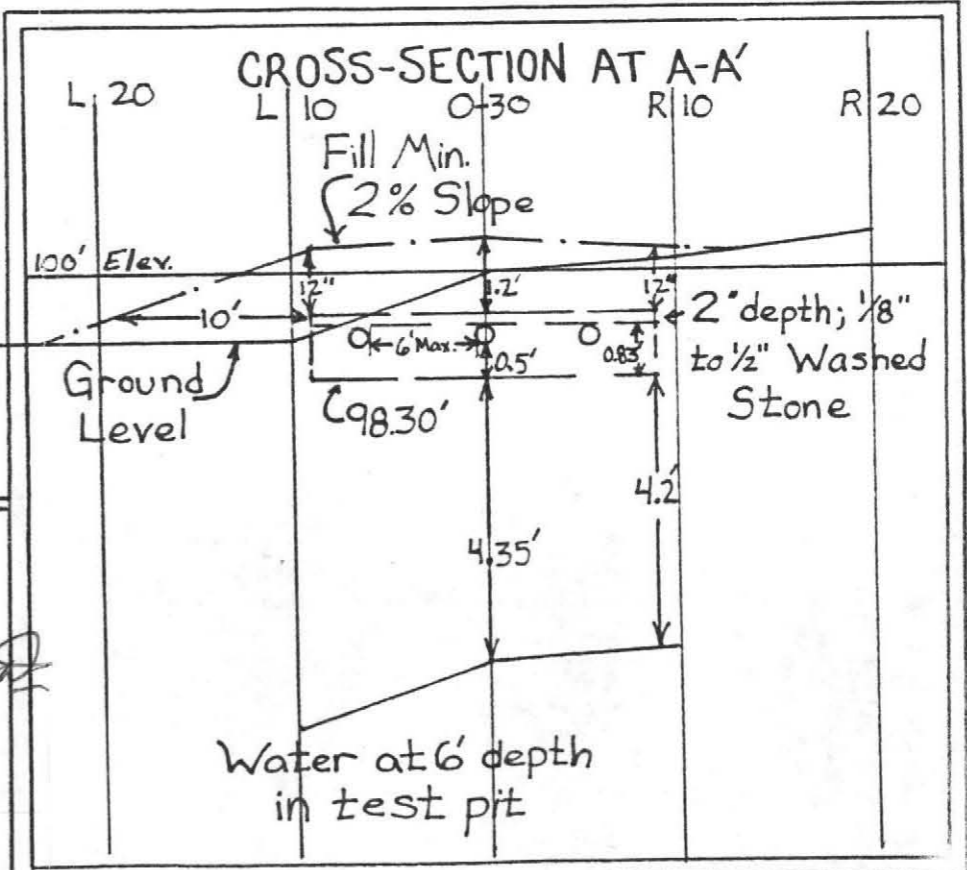 CROSS-SECTION AT A-A'
L 20
L 10
0-30
R 10
R 20
Fill Min.
2% Slope
100' Elev.
12"
1.2'
12"
10'
6' Max.
0.5'
0.83'
2" depth; 1/8"
to 1/2" Washed
Stone
Ground
Level
98.30'
4.2'
4.35'
Water at 6' depth
in test pit